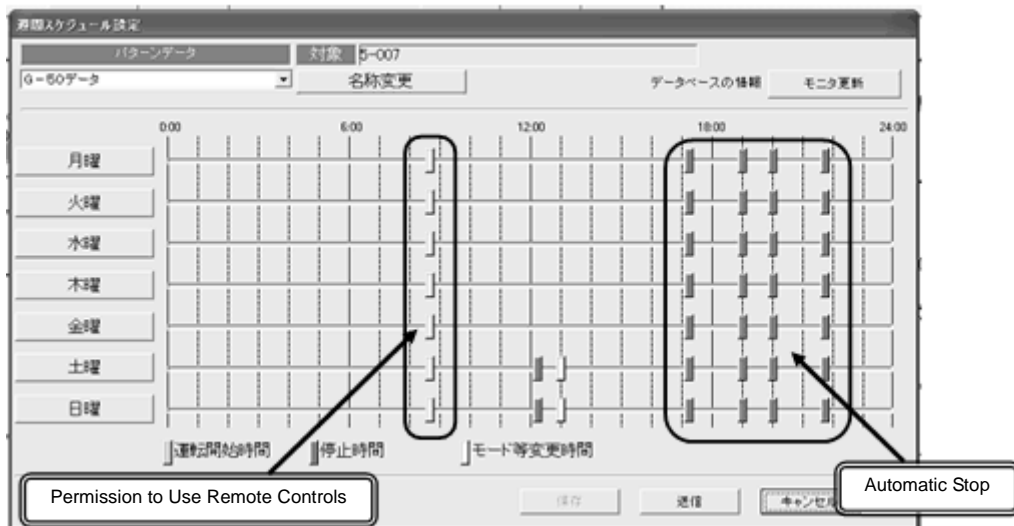 週間スケジュール設定
パターンデータ 対象 5-007
G-50データ 名称変更 データベースの情報 モニタ更新
0:00 6:00 12:00 18:00 24:00
月曜
火曜
水曜
木曜
金曜
土曜
日曜
運転開始時間 停止時間 モード等変更時間
Permission to Use Remote Controls
Automatic Stop
保存 送信 キャンセル